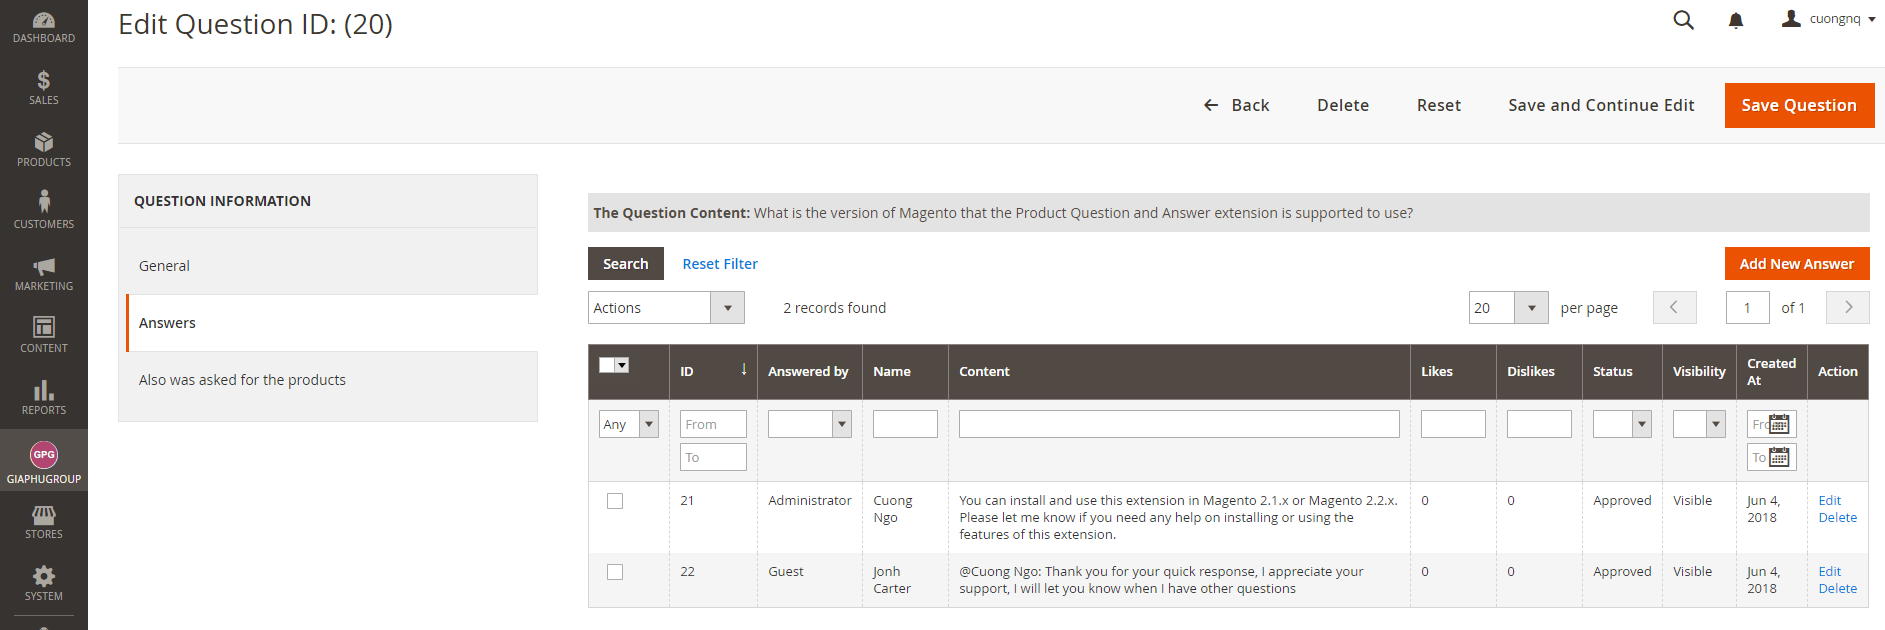 Edit Question ID: (20)
cuongnq
DASHBOARD
SALES
PRODUCTS
CUSTOMERS
MARKETING
CONTENT
REPORTS
GPG
GIAPHUGROUP
STORES
SYSTEM
Back Delete Reset Save and Continue Edit Save Question
QUESTION INFORMATION
General
Answers
Also was asked for the products
The Question Content: What is the version of Magento that the Product Question and Answer extension is supported to use?
Search Reset Filter Add New Answer
Actions 2 records found 20 per page 1 of 1
ID Answered by Name Content Likes Dislikes Status Visibility Created At Action
Any From
To To
21 Administrator Cuong Ngo You can install and use this extension in Magento 2.1.x or Magento 2.2.x. 0 0 Approved Visible Jun 4, 2018 Edit
Please let me know if you need any help on installing or using the Delete
features of this extension.
22 Guest Jonh Carter @Cuong Ngo: Thank you for your quick response, I appreciate your 0 0 Approved Visible Jun 4, 2018 Edit
support, I will let you know when I have other questions Delete